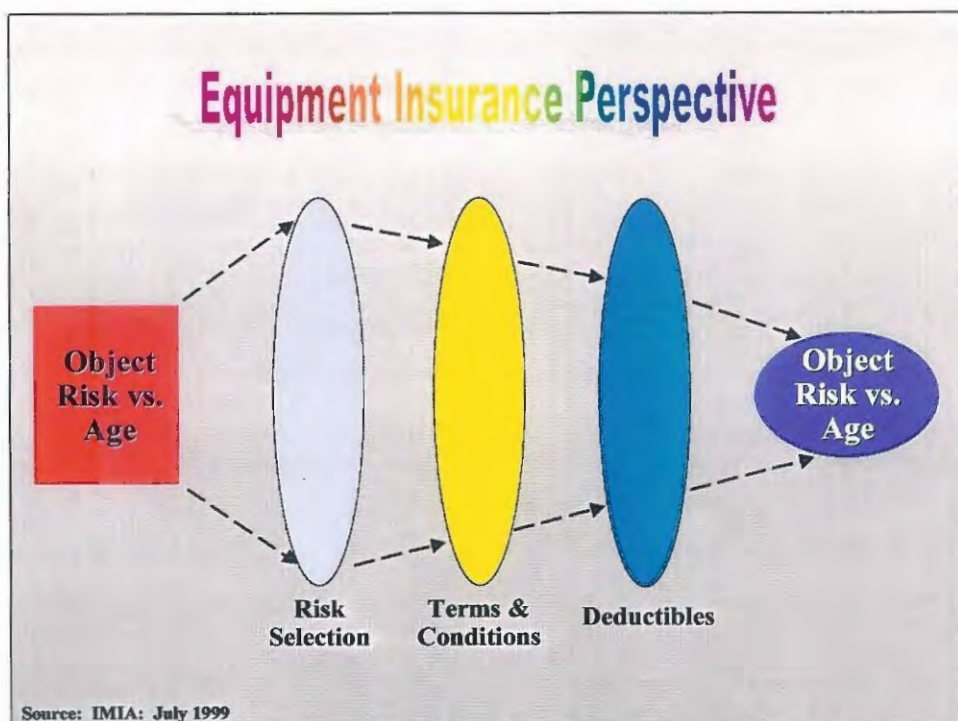 Equipment Insurance Perspective
Object
Risk vs.
Age
Object
Risk vs.
Age
Risk
Selection
Terms &
Conditions
Deductibles
Source: IMIA: July 1999